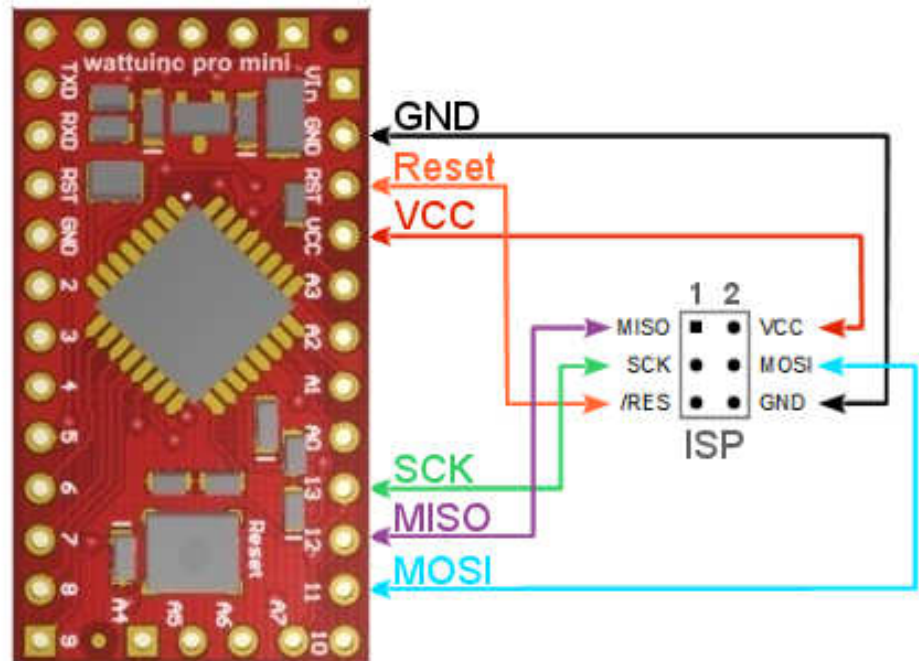 wattuino pro mini
TXD
VIn
RXD
GND
GND
RST
RST
Reset
GND
VCC
VCC
2
A3
1 2
3
A2
MISO
VCC
4
A1
SCK
MOSI
/RES
GND
5
A0
ISP
6
13
SCK
7
Reset
12
MISO
8
11
MOSI
A4
A5
A6
A7
9
10